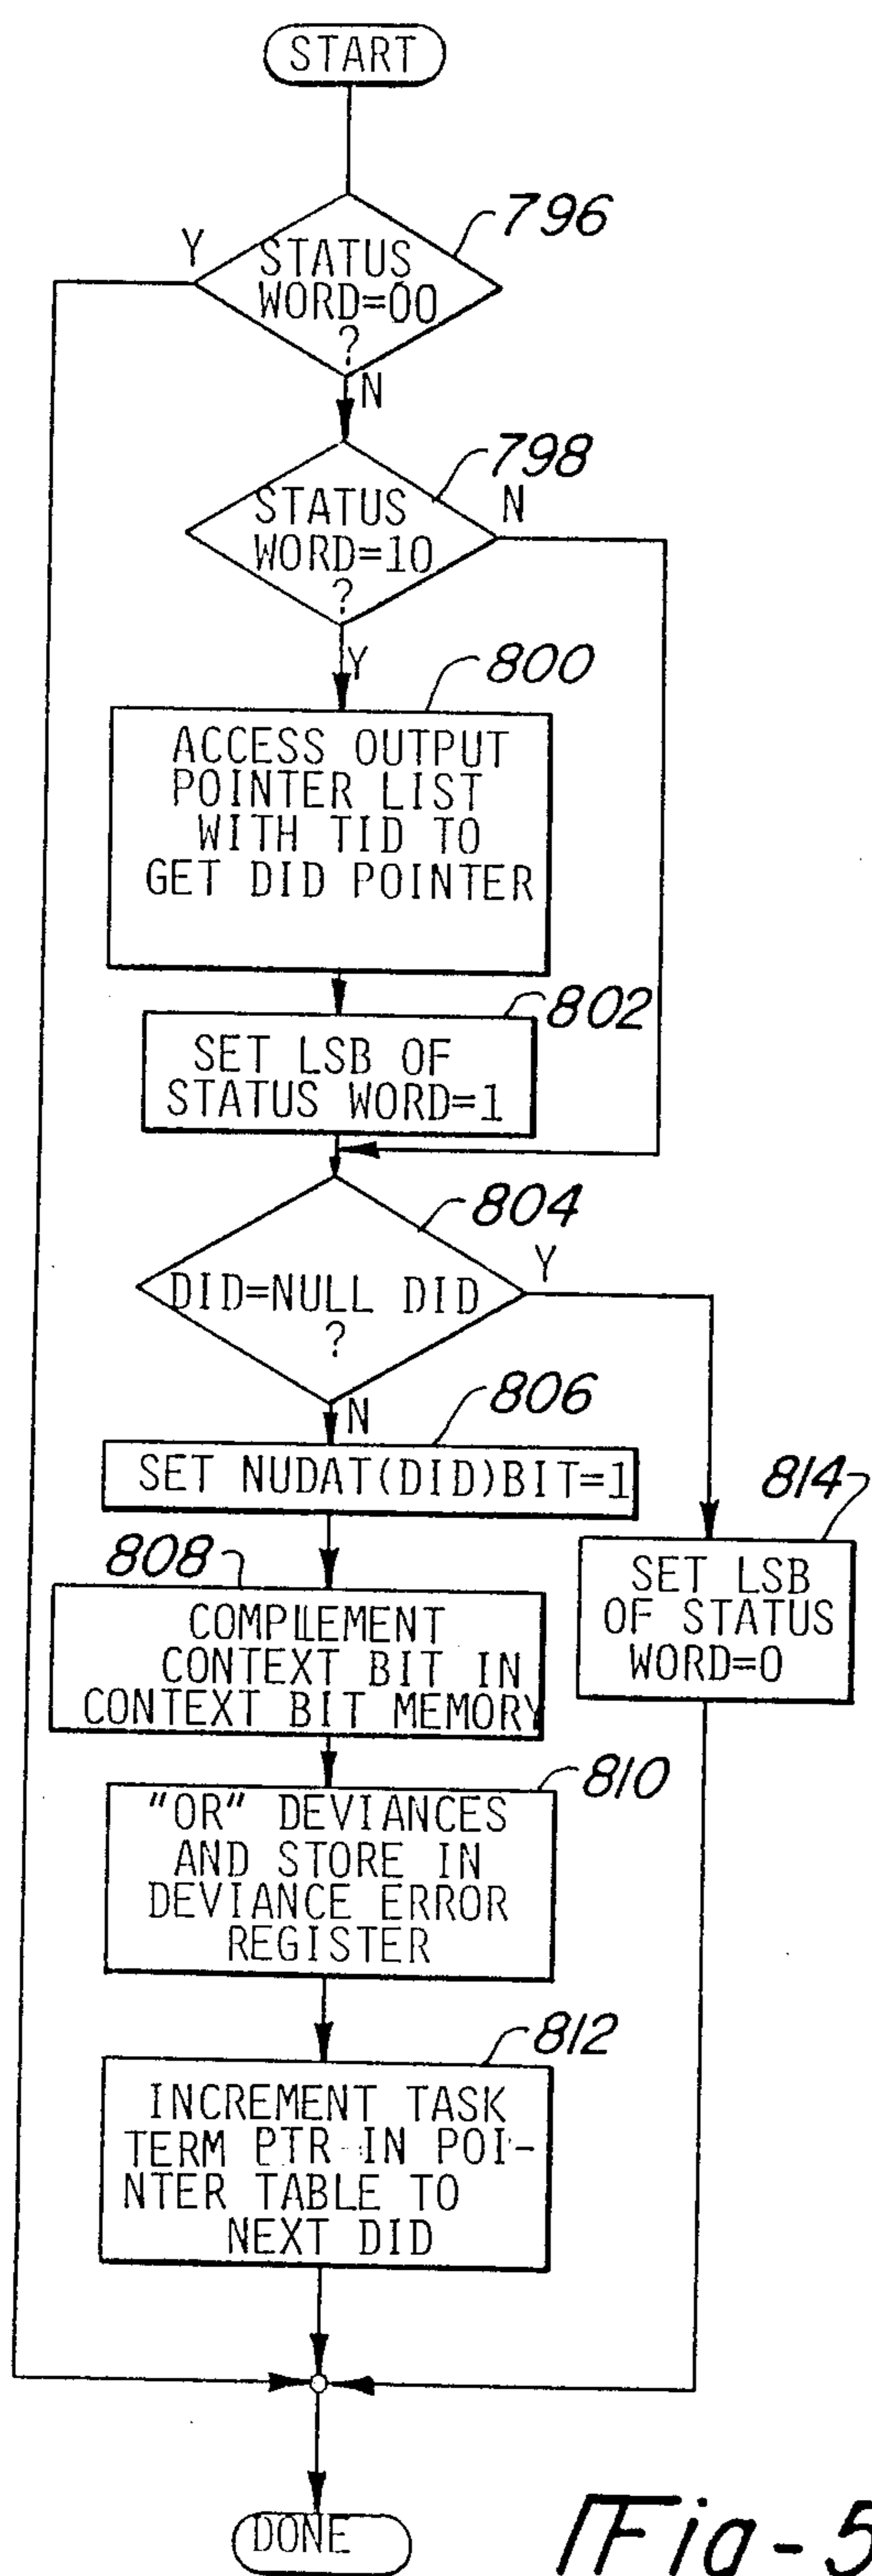 START
796
Y
STATUS
WORD=00
?
N
798
STATUS
WORD=10
?
N
Y
800
ACCESS OUTPUT
POINTER LIST
WITH TID TO
GET DID POINTER
802
SET LSB OF
STATUS WORD=1
804
DID=NULL DID
?
Y
N
806
SET NUDAT(DID)BIT=1
814
SET LSB
OF STATUS
WORD=0
808
COMPLEMENT
CONTEXT BIT IN
CONTEXT BIT MEMORY
810
"OR" DEVIANCES
AND STORE IN
DEVIANCE ERROR
REGISTER
812
INCREMENT TASK
TERM PTR IN POI-
NTER TABLE TO
NEXT DID
DONE
Fig-5